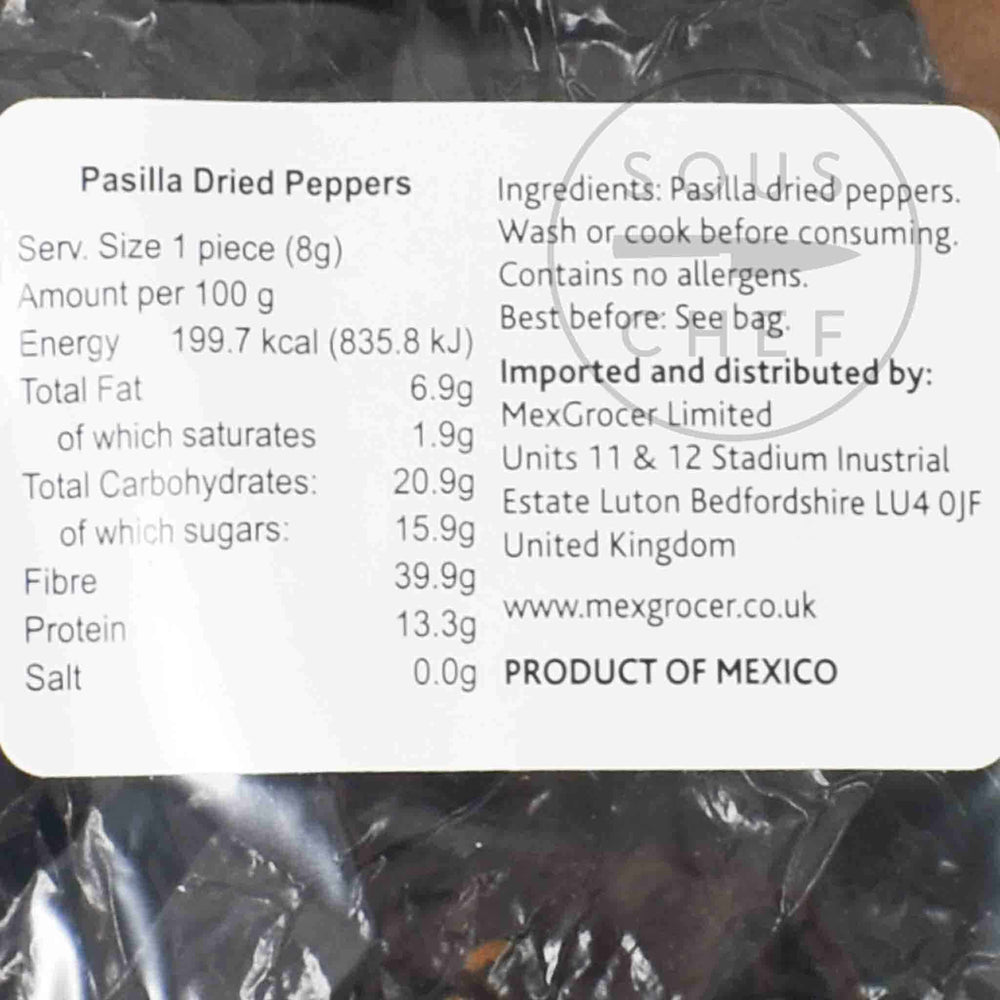 Pasilla Dried Peppers
Serv. Size 1 piece (8g)
Amount per 100 g
Energy 199.7 kcal (835.8 kJ)
Total Fat 6.9g
of which saturates 1.9g
Total Carbohydrates: 20.9g
of which sugars: 15.9g
Fibre 39.9g
Protein 13.3g
Salt 0.0g
Ingredients: Pasilla dried peppers.
Wash or cook before consuming.
Contains no allergens.
Best before: See bag.
Imported and distributed by:
MexGrocer Limited
Units 11 & 12 Stadium Inustrial
Estate Luton Bedfordshire LU4 0JF
United Kingdom
www.mexgrocer.co.uk
PRODUCT OF MEXICO
SOUS
CHEF